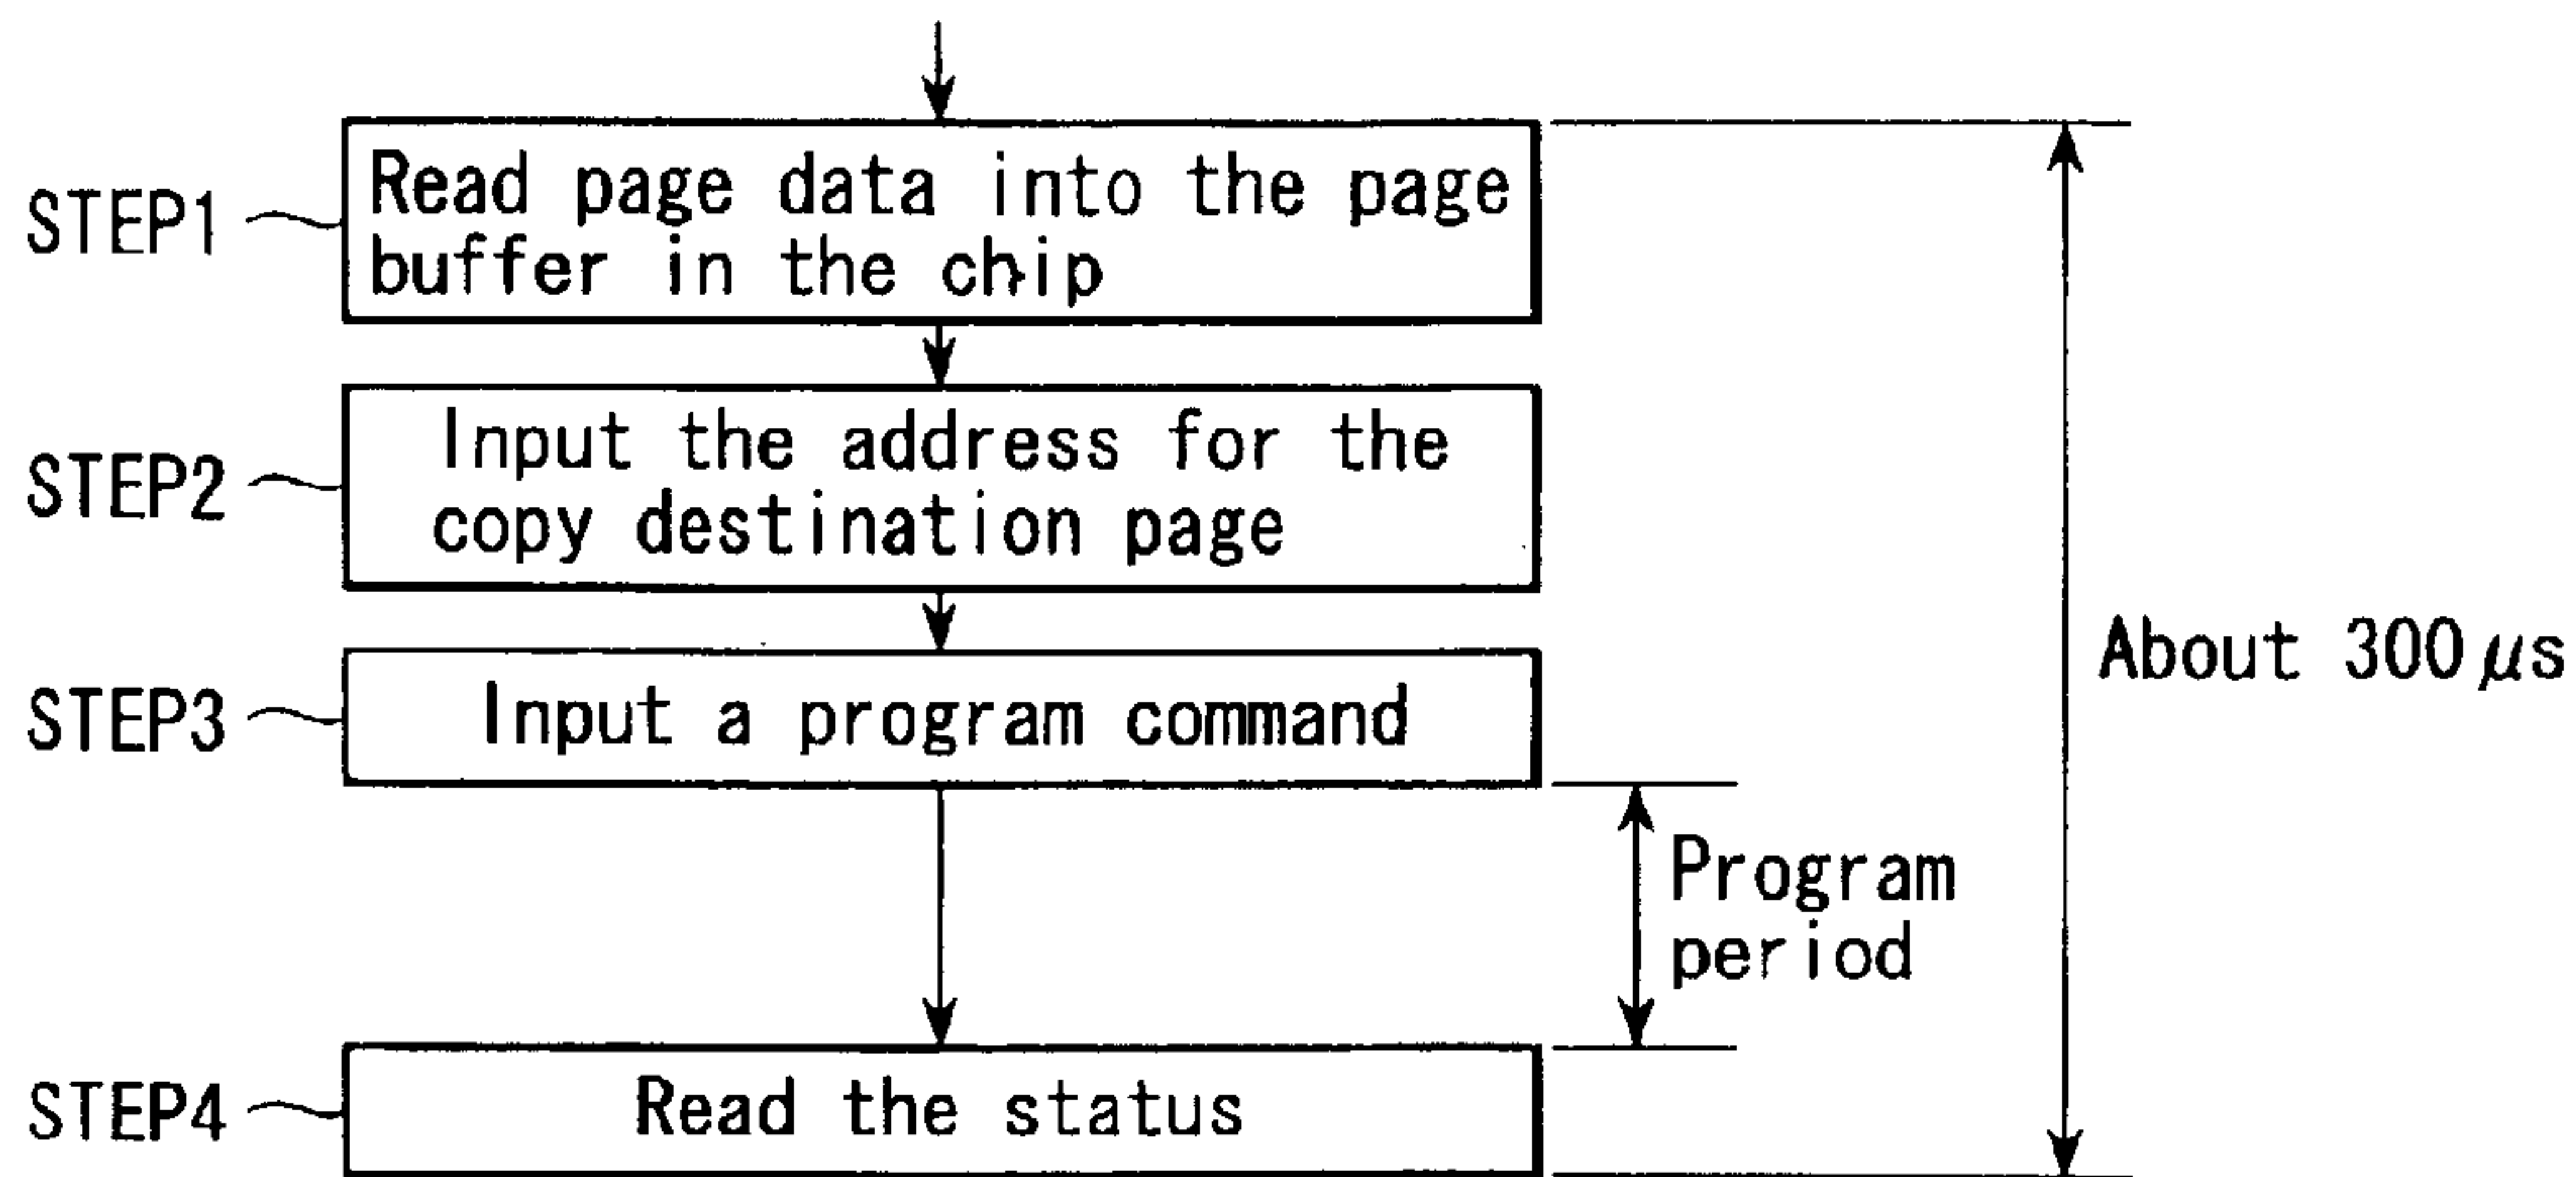 STEP1
Read page data into the page
buffer in the chip
STEP2
Input the address for the
copy destination page
STEP3
Input a program command
About 300μs
Program
period
STEP4
Read the status